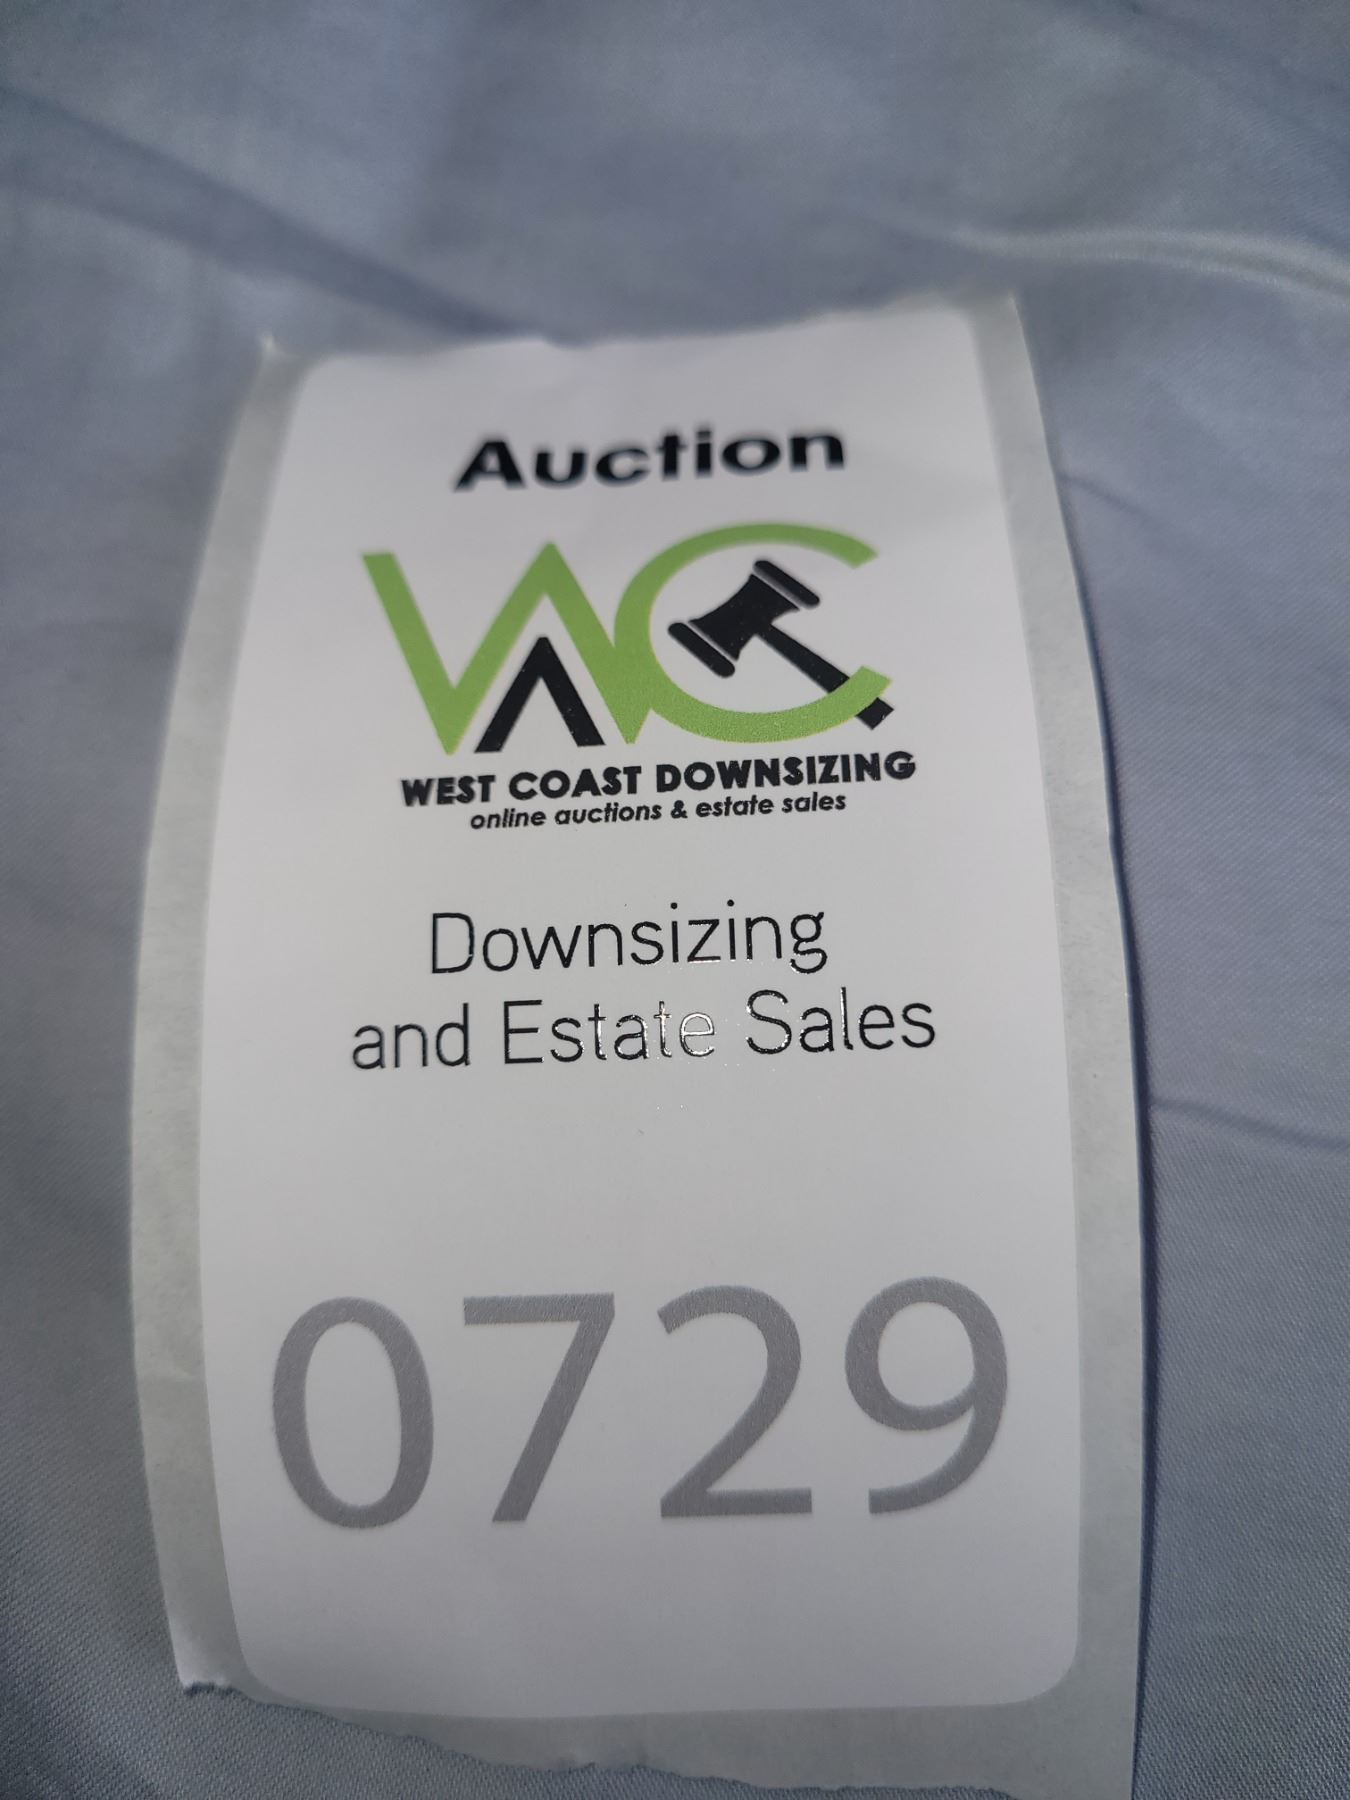 Auction
WC
WEST COAST DOWNSIZING
online auctions & estate sales
Downsizing
and Estate Sales
0729